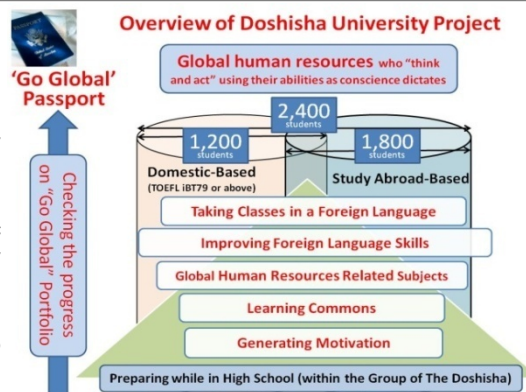 Overview of Doshisha University Project
'Go Global'
Passport
Checking the progress
on "Go Global" Portfolio
Global human resources who "think
and act" using their abilities as conscience dictates
2,400
students
1,200
students
1,800
students
Domestic-Based
(TOEFL iBT79 or above)
Study Abroad-Based
Taking Classes in a Foreign Language
Improving Foreign Language Skills
Global Human Resources Related Subjects
Learning Commons
Generating Motivation
Preparing while in High School (within the Group of The Doshisha)